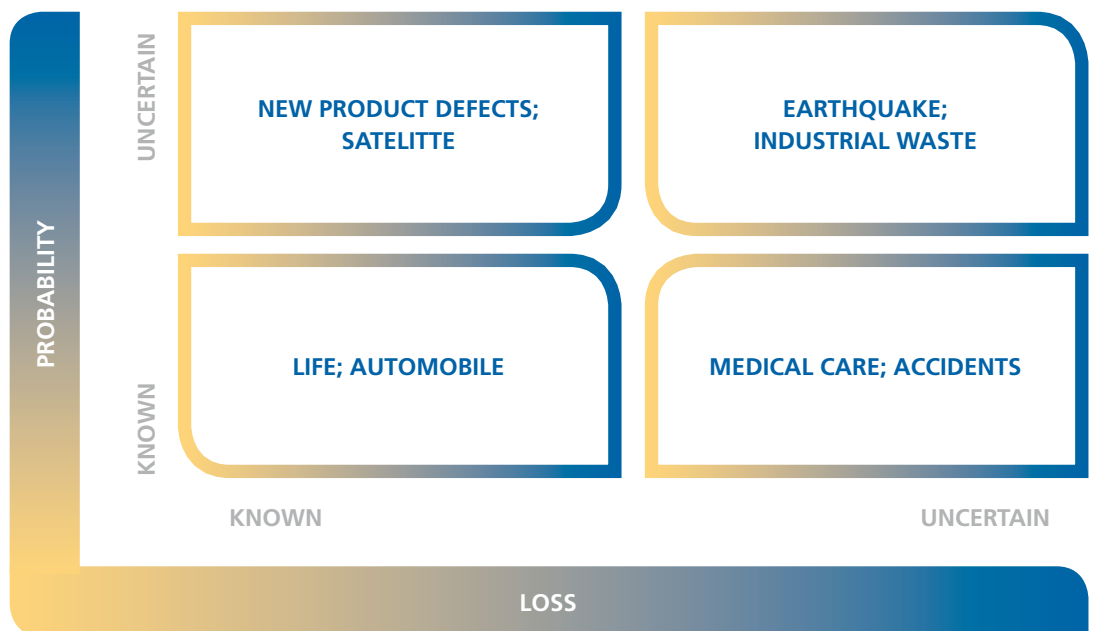 UNCERTAIN
NEW PRODUCT DEFECTS;
SATELITTE
EARTHQUAKE;
INDUSTRIAL WASTE
PROBABILITY
KNOWN
LIFE; AUTOMOBILE
MEDICAL CARE; ACCIDENTS
KNOWN
UNCERTAIN
LOSS